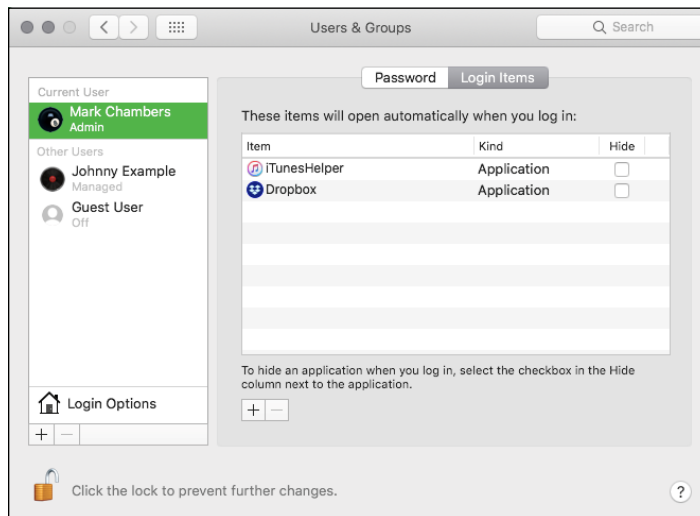 Users & Groups
Search
Current User
Mark Chambers
Admin
Other Users
Johnny Example
Managed
Guest User
Off
Login Options
+ −
Password Login Items
These items will open automatically when you log in:
Item Kind Hide
iTunesHelper Application
Dropbox Application
To hide an application when you log in, select the checkbox in the Hide
column next to the application.
+ −
Click the lock to prevent further changes.
?